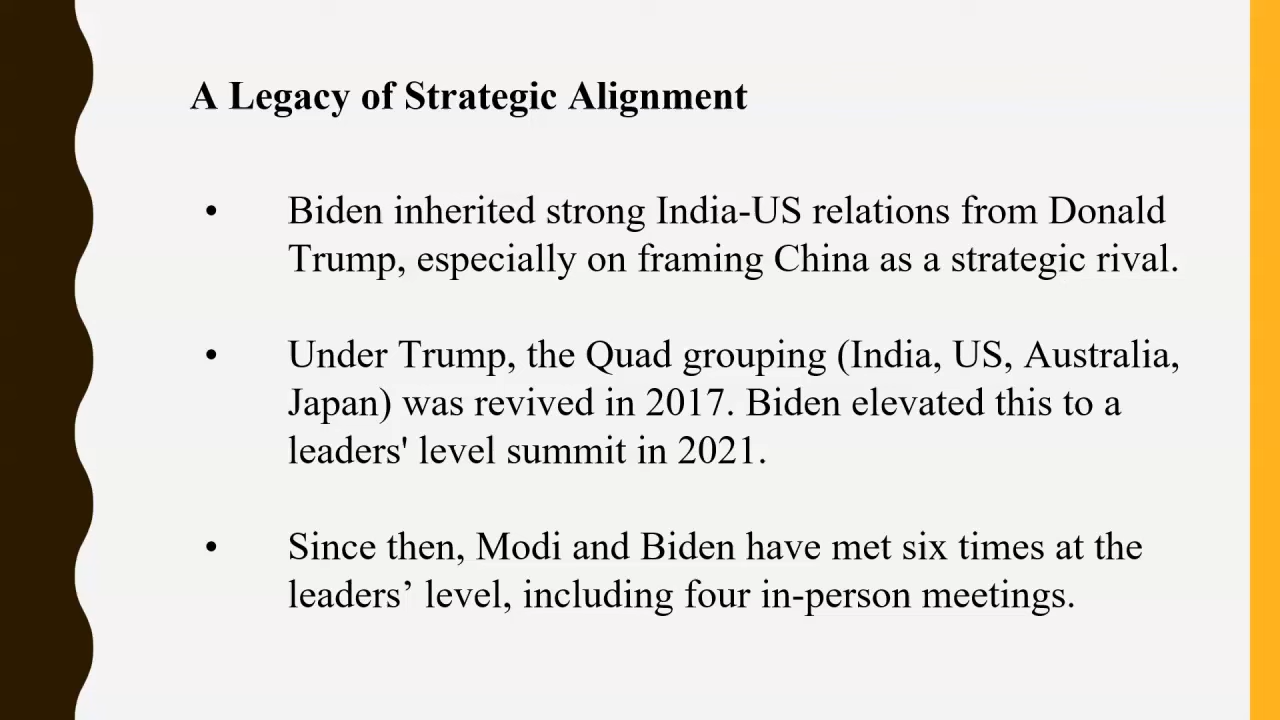 A Legacy of Strategic Alignment
• Biden inherited strong India-US relations from Donald
Trump, especially on framing China as a strategic rival.
• Under Trump, the Quad grouping (India, US, Australia,
Japan) was revived in 2017. Biden elevated this to a
leaders' level summit in 2021.
• Since then, Modi and Biden have met six times at the
leaders’ level, including four in-person meetings.